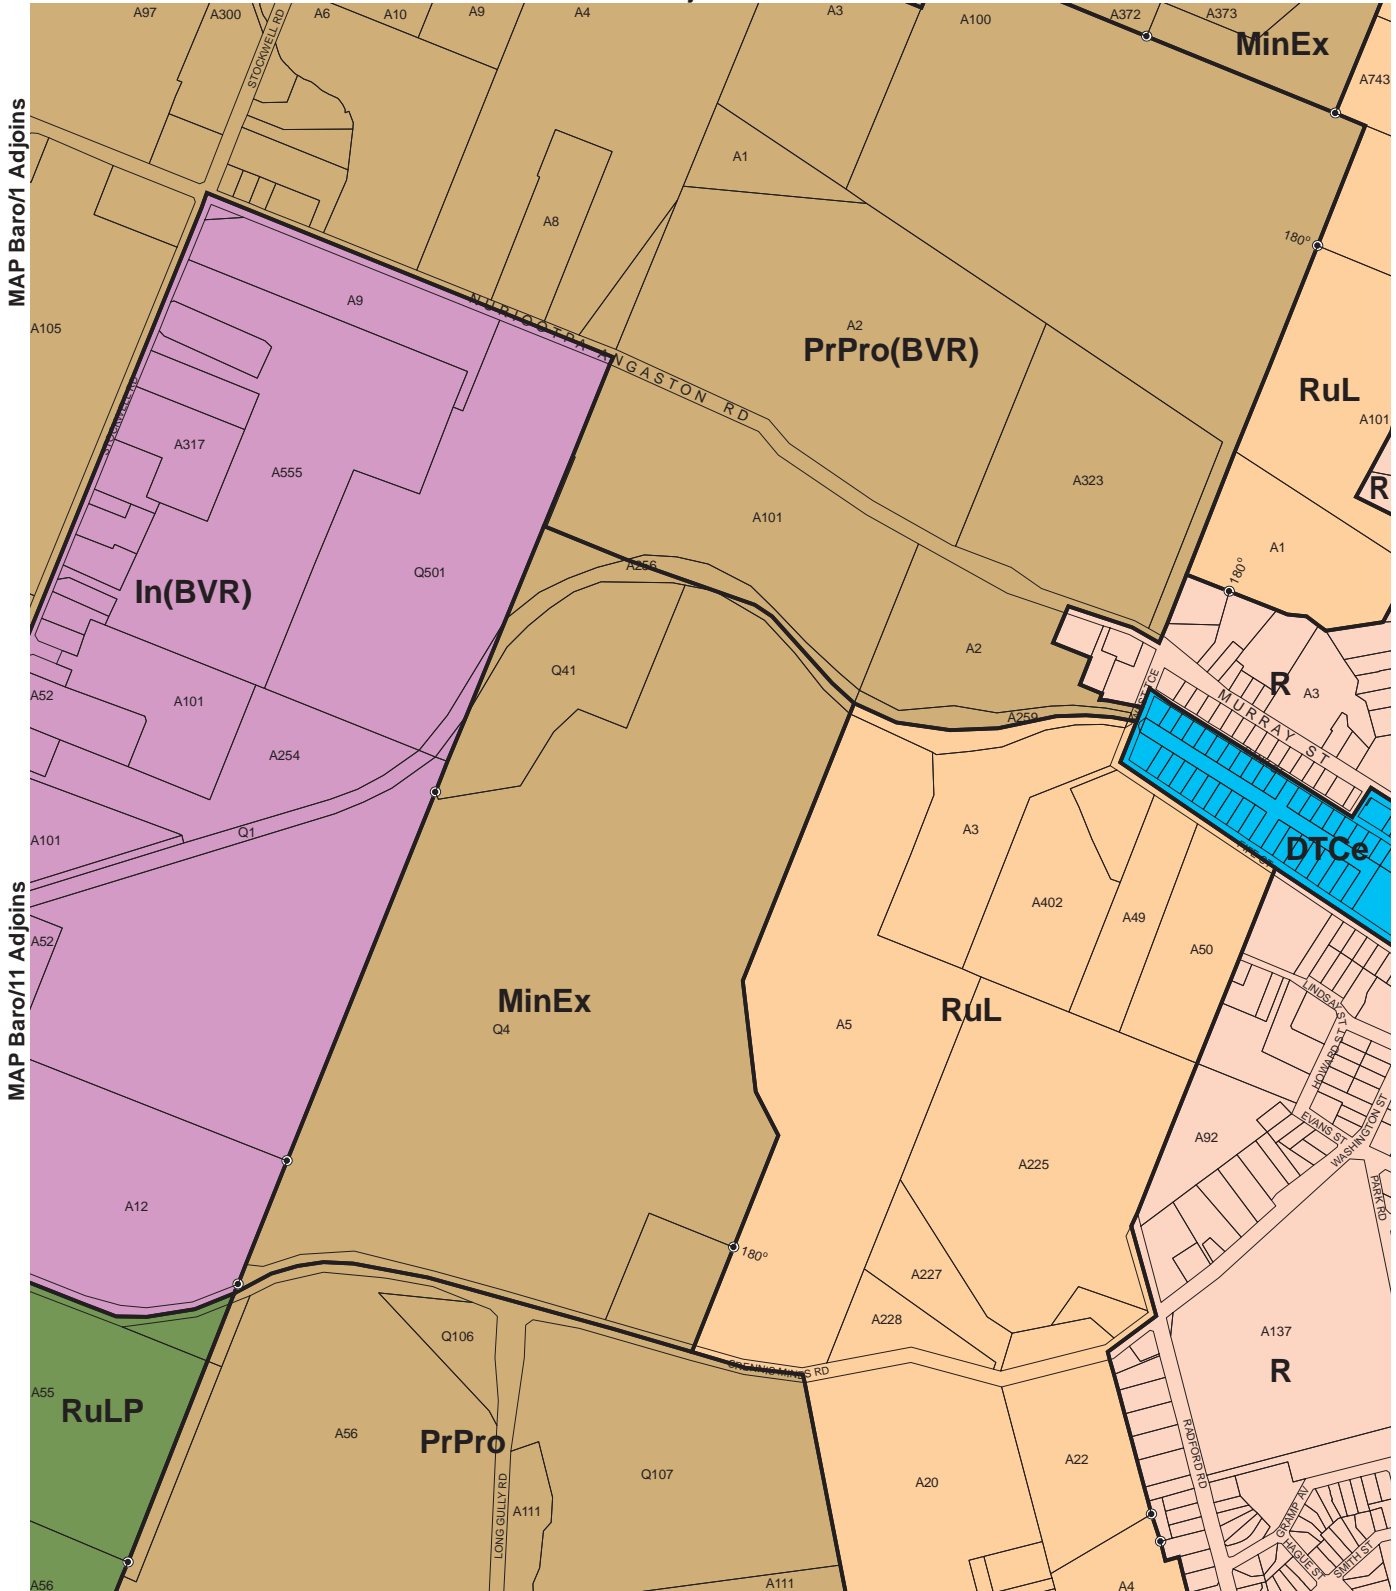 A97
A300
A6
A10
A9
A4
A3
A100
A372
A373
MinEx
A743
STOCKWELL RD
MAP Baro/1 Adjoins
A1
A8
180°
A9
A105
A2
PrPro(BVR)
ANGASTON RD
RuL
A101
R
A317
A555
A323
A101
STOCKWELL RD
A1
A256
Q501
180°
In(BVR)
A2
Q41
R
A3
A52
A101
MURRAY ST
A259
A254
Q1
A3
A101
DTCe
A402
A49
A50
A52
MAP Baro/11 Adjoins
MinEx
Q4
RuL
A5
LINDSAY ST
HOWARD ST
EVANS ST
WASHINGTON ST
A92
A225
PARK RD
A12
180°
A227
A228
Q106
A137
R
A55
RuLP
A56
PrPro
Q107
A20
A22
RADFORD RD
LONG GULLY RD
A111
GRAMP AV
HAGUE ST
SMITH ST
A56
A111
A4